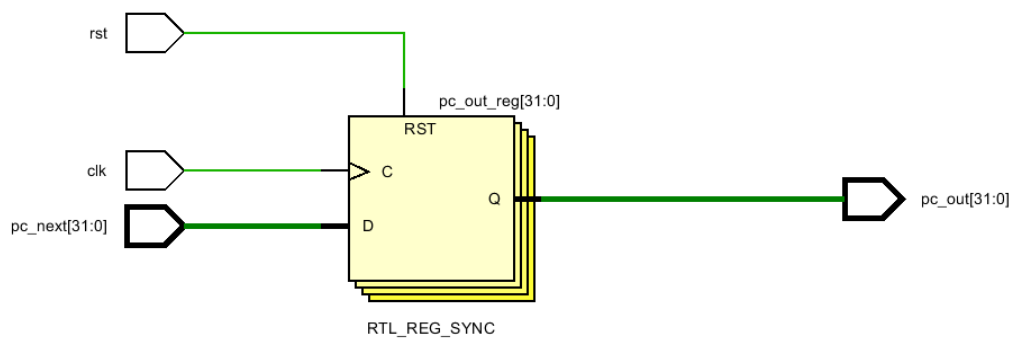 rst
pc_out_reg[31:0]
RST
clk
C
Q
pc_out[31:0]
pc_next[31:0]
D
RTL_REG_SYNC